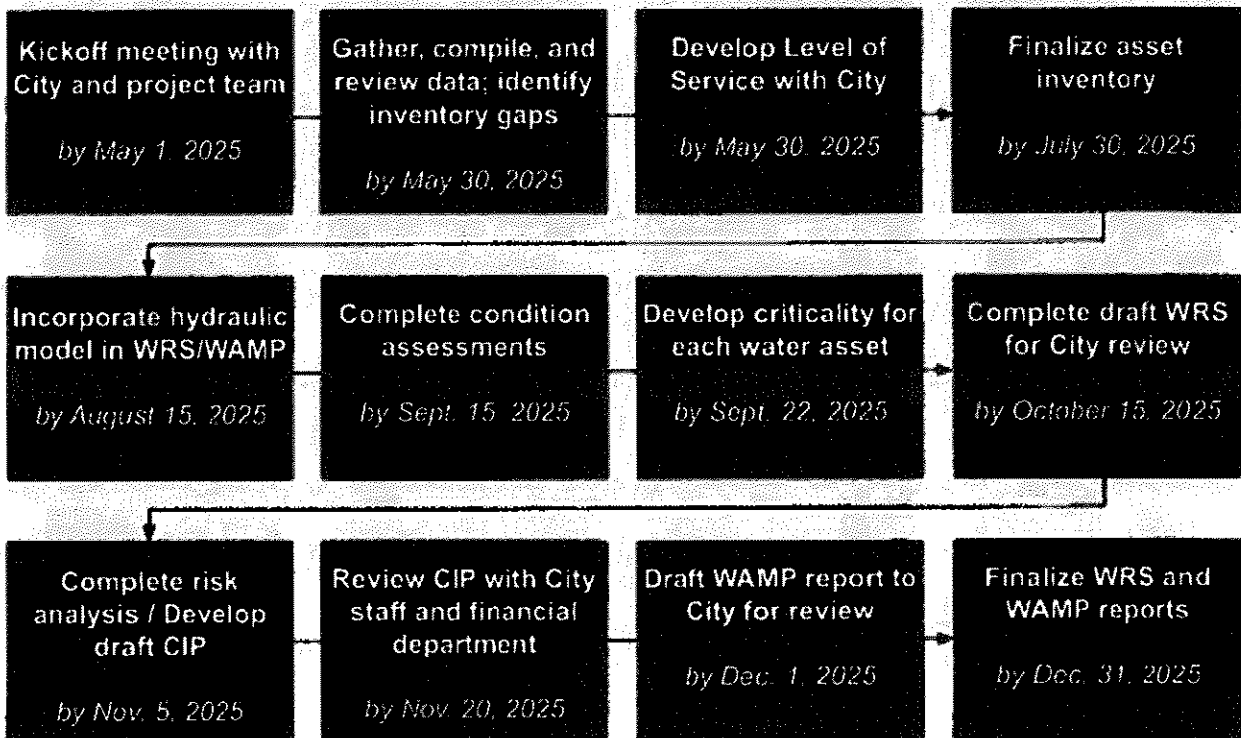 Kickoff meeting with
City and project team
by May 1, 2025
Gather, compile, and
review data; identify
inventory gaps
by May 30, 2025
Develop Level of
Service with City
by May 30, 2025
Finalize asset
inventory
by July 30, 2025
Incorporate hydraulic
model in WRS/WAMP
by August 15, 2025
Complete condition
assessments
by Sept. 15, 2025
Develop criticality for
each water asset
by Sept. 22, 2025
Complete draft WRS
for City review
by October 15, 2025
Complete risk
analysis / Develop
draft CIP
by Nov. 5, 2025
Review CIP with City
staff and financial
department
by Nov. 20, 2025
Draft WAMP report to
City for review
by Dec. 1, 2025
Finalize WRS and
WAMP reports
by Dec. 31, 2025